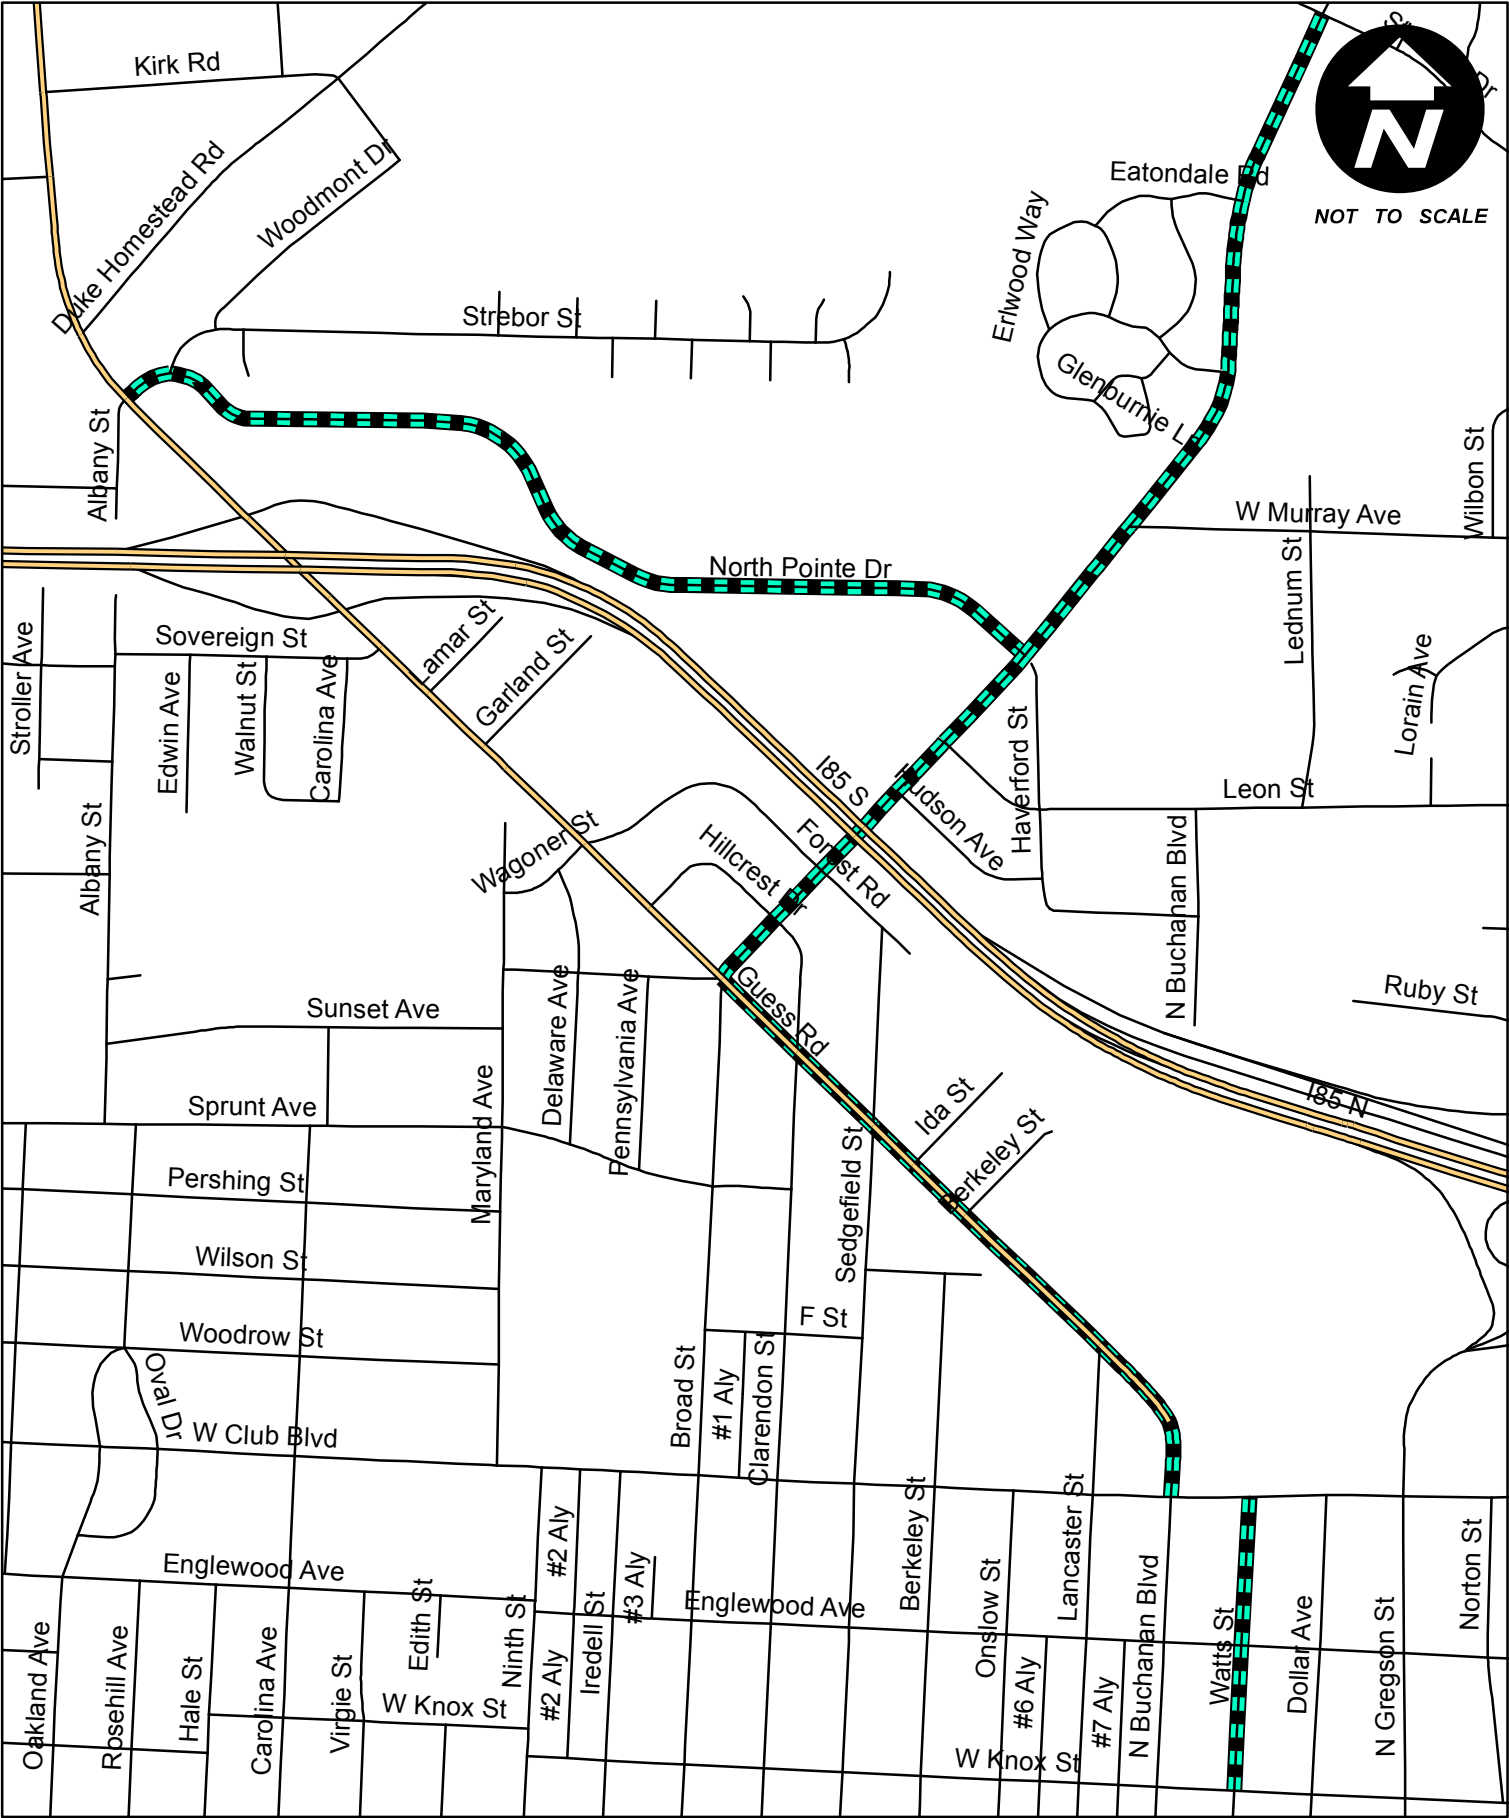 Kirk Rd
Duke Homestead Rd
Woodmont Dr
N
Dr
NOT TO SCALE
Eatondale Rd
Erlwood Way
Strebor St
Glenburnie Ln
Albany St
W Murray Ave
Wilbon St
North Pointe Dr
Lednum St
Sovereign St
Lamar St
Garland St
Stroller Ave
Edwin Ave
Walnut St
Carolina Ave
Lorain Ave
Haverford St
I85 S
Hudson Ave
Leon St
Albany St
Wagoner St
Hillcrest Dr
Forest Rd
N Buchanan Blvd
Ruby St
Guess Rd
Sunset Ave
Delaware Ave
Pennsylvania Ave
Maryland Ave
Sprunt Ave
I85 N
Ida St
Berkeley St
Pershing St
Sedgefield St
Wilson St
F St
Woodrow St
Oval Dr
Broad St
#1 Aly
Clarendon St
W Club Blvd
Berkeley St
Lancaster St
#2 Aly
Englewood Ave
#3 Aly
Englewood Ave
Norton St
Oakland Ave
Rosehill Ave
Hale St
Carolina Ave
Virgie St
Edith St
Ninth St
#2 Aly
Iredell St
Onslow St
#6 Aly
#7 Aly
N Buchanan Blvd
Watts St
Dollar Ave
N Gregson St
W Knox St
W Knox St